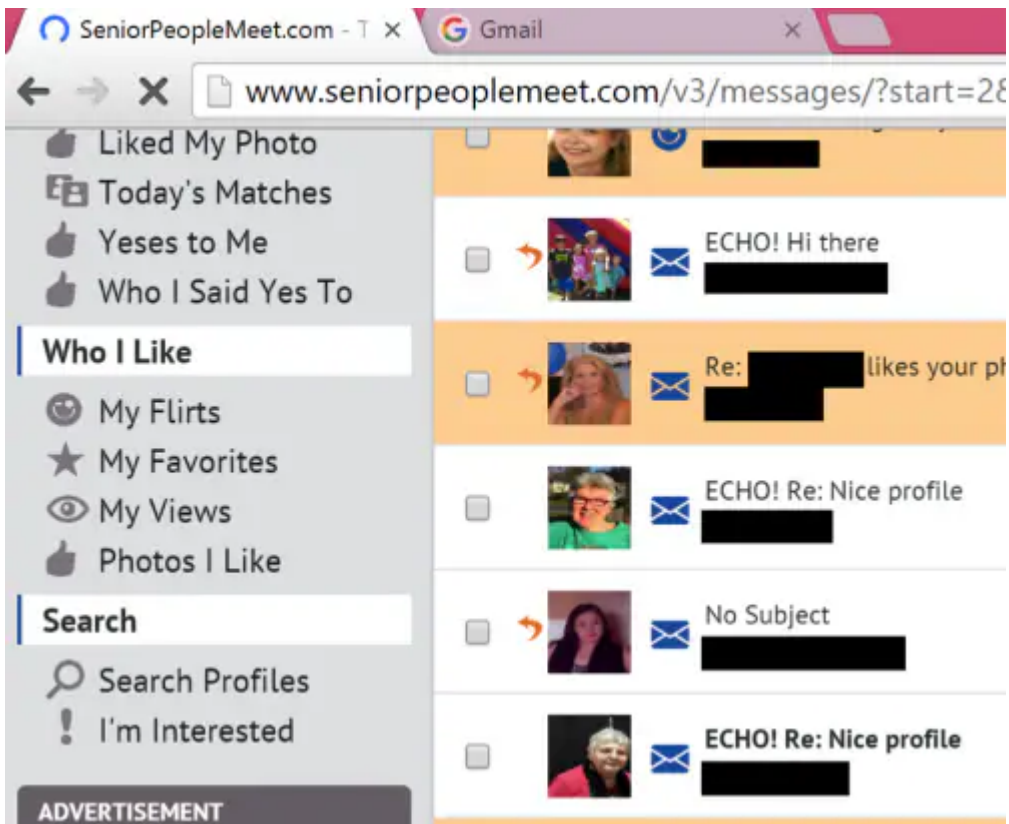 SeniorPeopleMeet.com - T
Gmail
www.seniorpeoplemeet.com/v3/messages/?start=28
Liked My Photo
Today's Matches
Yeses to Me
Who I Said Yes To
Who I Like
My Flirts
My Favorites
My Views
Photos I Like
Search
Search Profiles
I'm Interested
ADVERTISEMENT
ECHO! Hi there
Re: likes your ph
ECHO! Re: Nice profile
No Subject
ECHO! Re: Nice profile